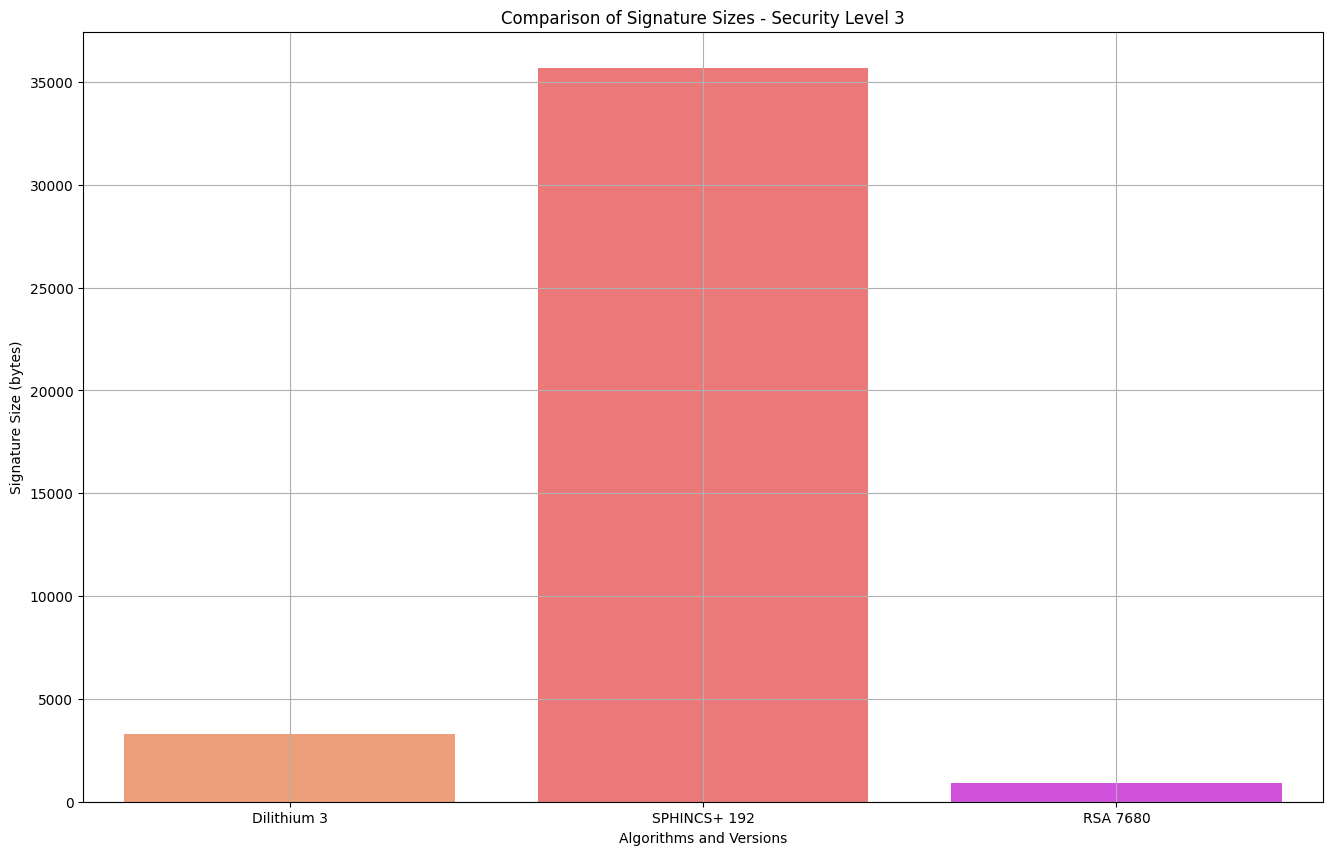 Comparison of Signature Sizes - Security Level 3
Signature Size (bytes)
35000
30000
25000
20000
15000
10000
5000
0
Dilithium 3
SPHINCS+ 192
RSA 7680
Algorithms and Versions